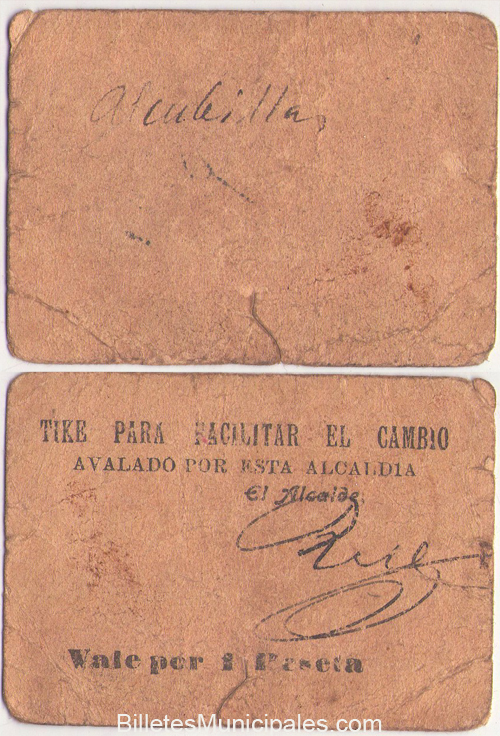 Alcubilla
TIKE PARA FACILITAR EL CAMBIO
AVALADO POR ESTA ALCALDIA
El Alcalde,
Vale por 1 Peseta
BilletesMunicipales.com